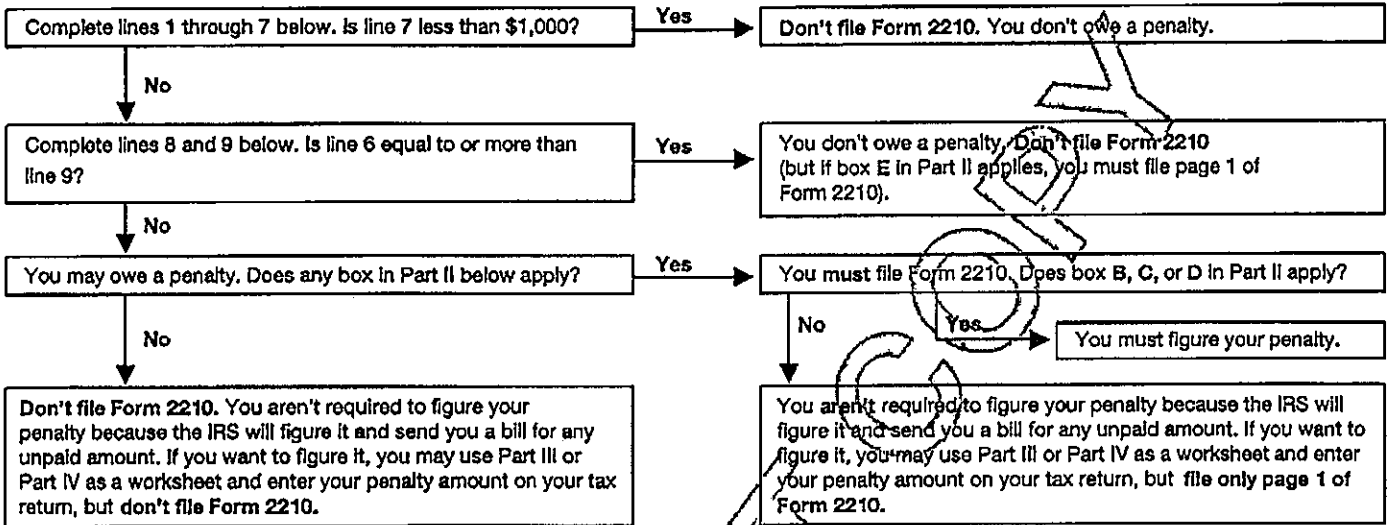 Complete lines 1 through 7 below. Is line 7 less than $1,000?
Yes
Don't file Form 2210. You don't owe a penalty.
No
Complete lines 8 and 9 below. Is line 6 equal to or more than
line 9?
Yes
You don't owe a penalty. Don't file Form 2210
(but if box E in Part II applies, you must file page 1 of
Form 2210).
No
You may owe a penalty. Does any box in Part II below apply?
Yes
You must file Form 2210. Does box B, C, or D in Part II apply?
No
No
Yes
You must figure your penalty.
Don't file Form 2210. You aren't required to figure your
penalty because the IRS will figure it and send you a bill for any
unpaid amount. If you want to figure it, you may use Part III or
Part IV as a worksheet and enter your penalty amount on your tax
return, but don't file Form 2210.
You aren't required to figure your penalty because the IRS will
figure it and send you a bill for any unpaid amount. If you want to
figure it, you may use Part III or Part IV as a worksheet and enter
your penalty amount on your tax return, but file only page 1 of
Form 2210.
COPY